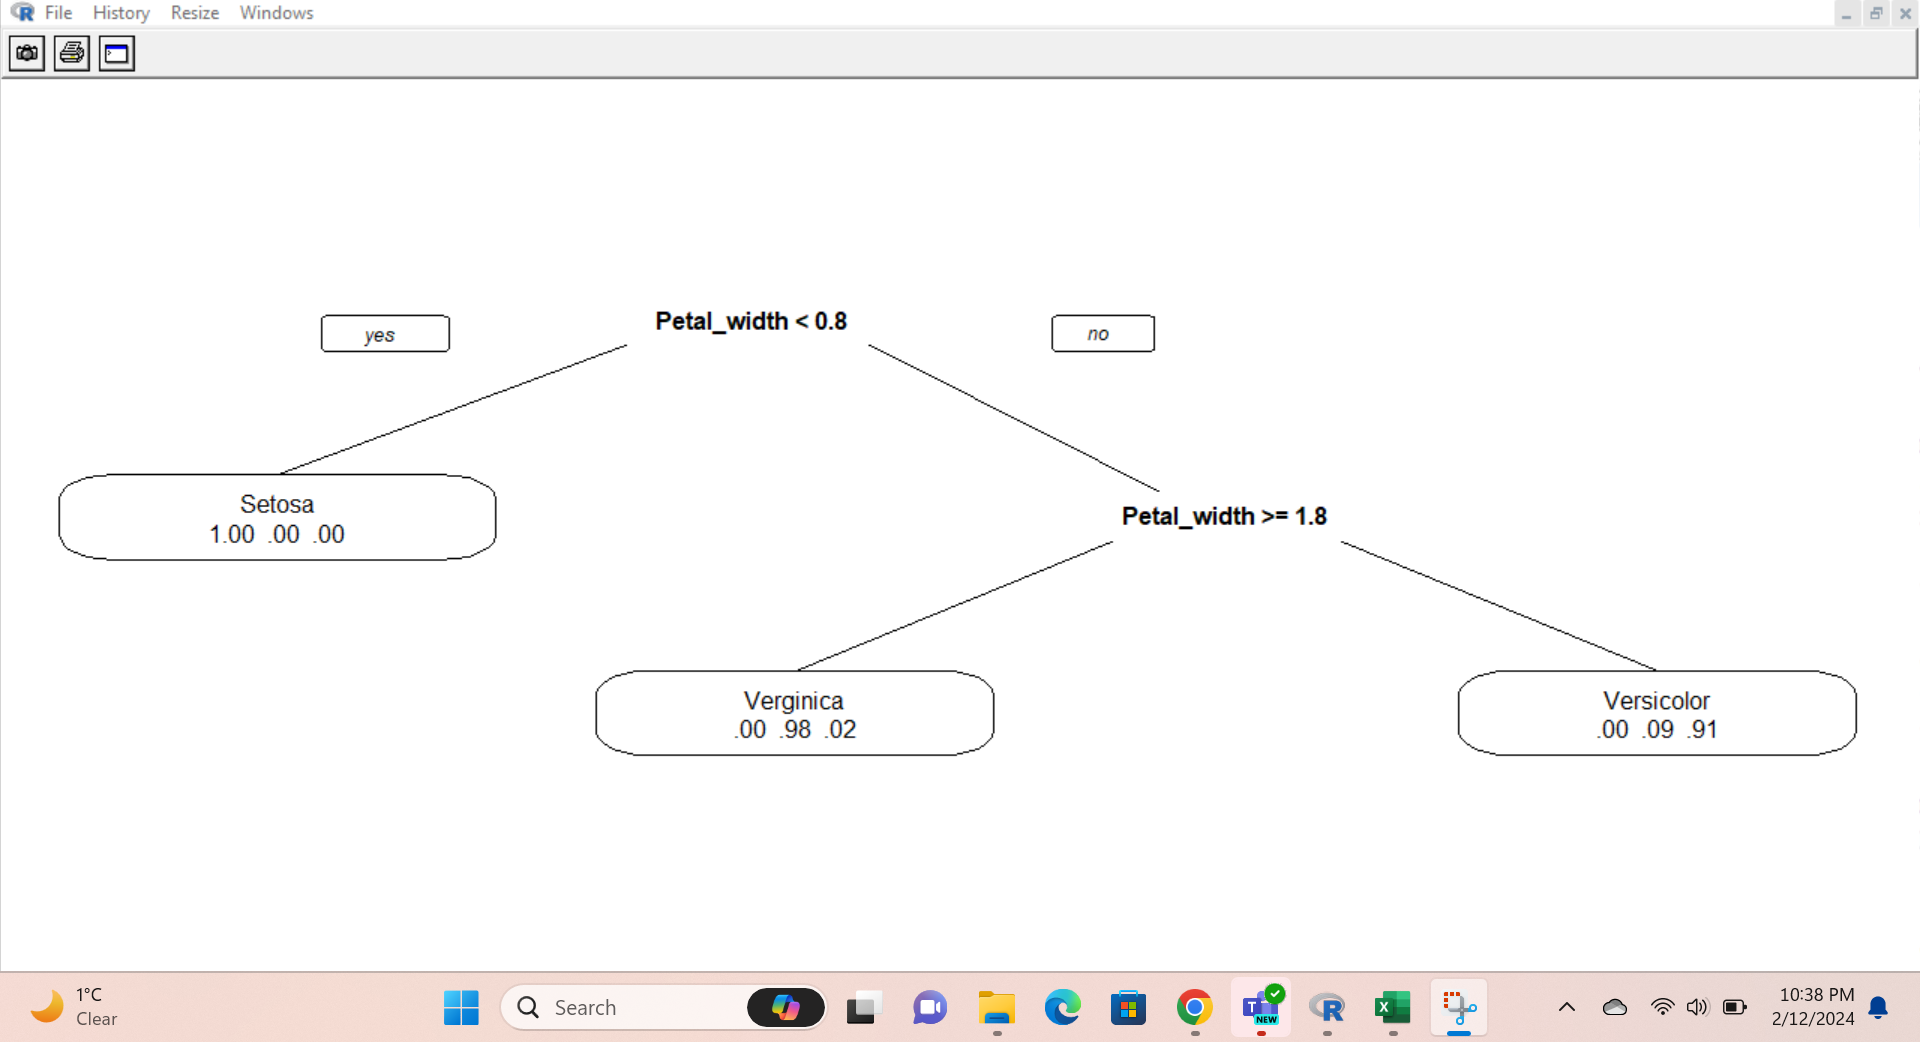 File History Resize Windows
yes
Petal_width < 0.8
no
Setosa
1.00 .00 .00
Petal_width >= 1.8
Verginica
.00 .98 .02
Versicolor
.00 .09 .91
1°C
Clear
Search
NEW
10:38 PM
2/12/2024